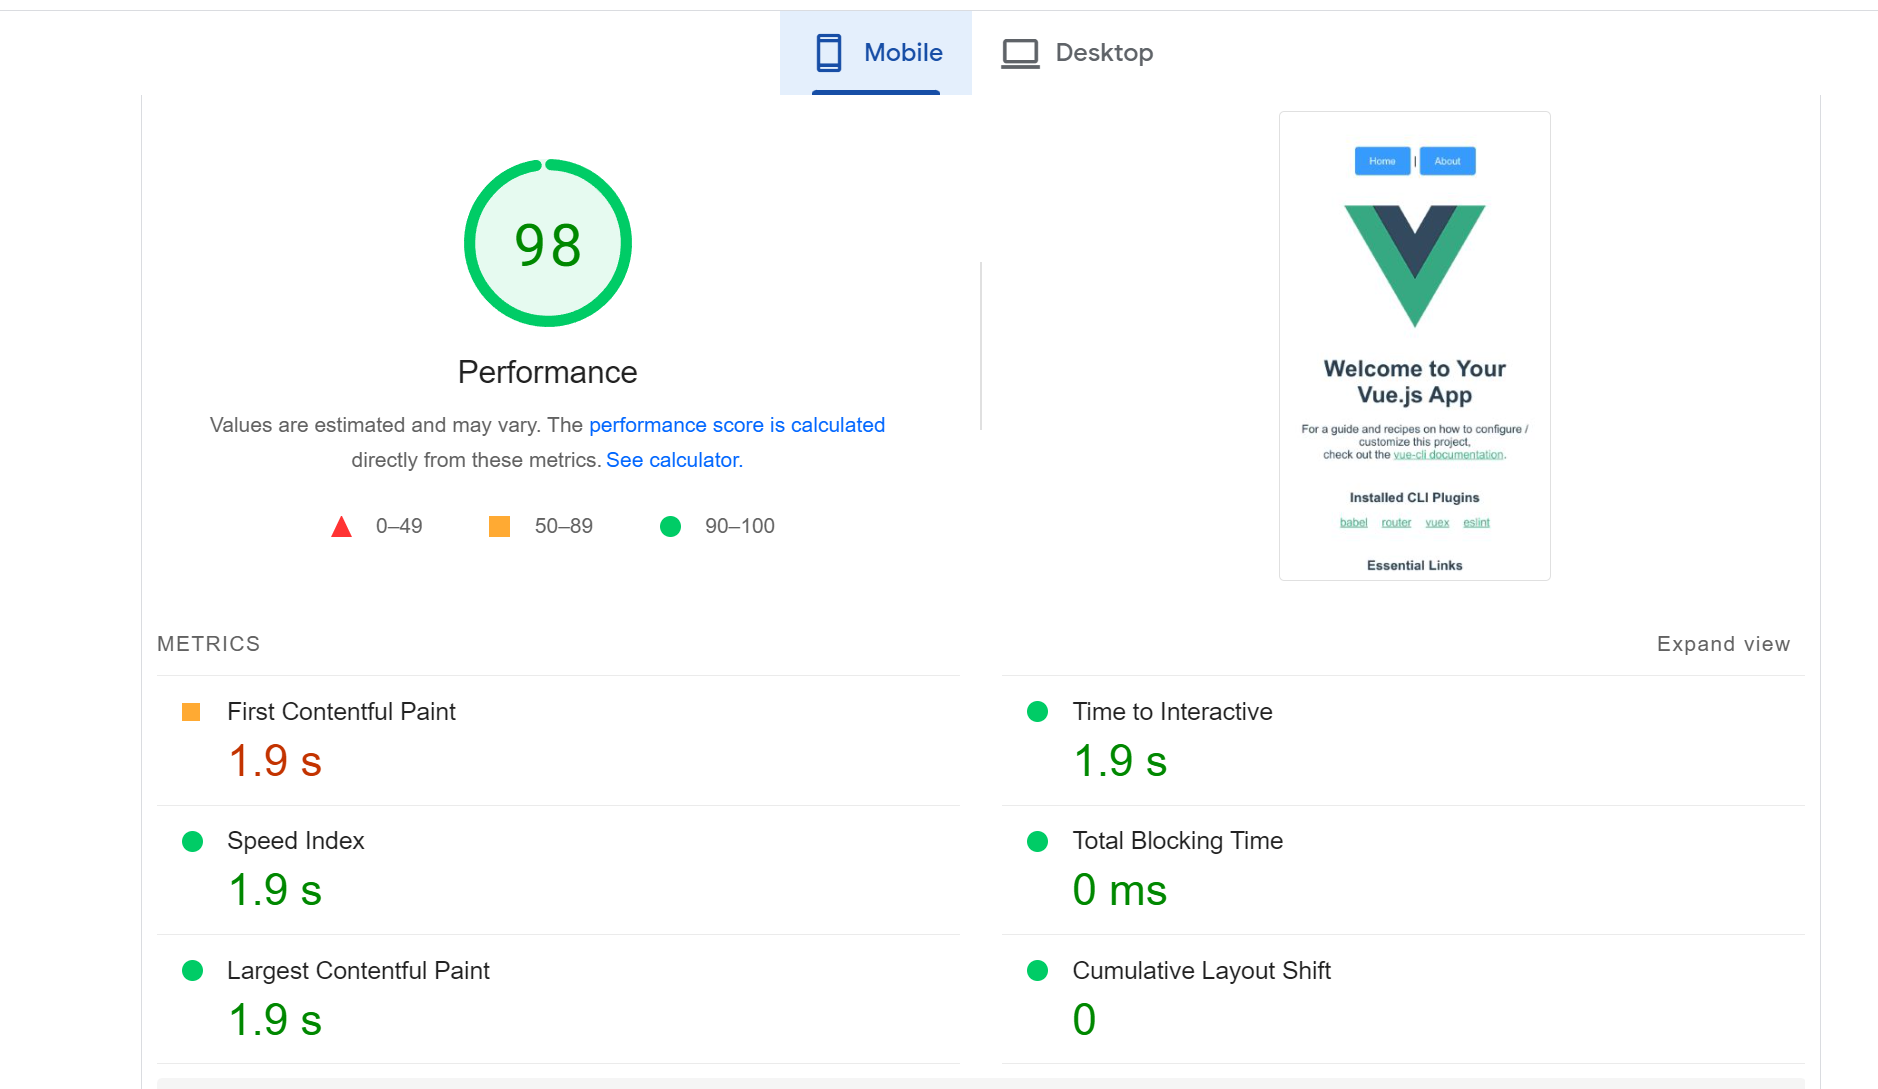 Mobile
Desktop
98
Performance
Values are estimated and may vary. The performance score is calculated
directly from these metrics. See calculator.
0–49
50–89
90–100
Home | About
Welcome to Your
Vue.js App
For a guide and recipes on how to configure /
customize this project,
check out the vue-cli documentation.
Installed CLI Plugins
babel router vuex eslint
Essential Links
METRICS
Expand view
First Contentful Paint
1.9 s
Time to Interactive
1.9 s
Speed Index
1.9 s
Total Blocking Time
0 ms
Largest Contentful Paint
1.9 s
Cumulative Layout Shift
0